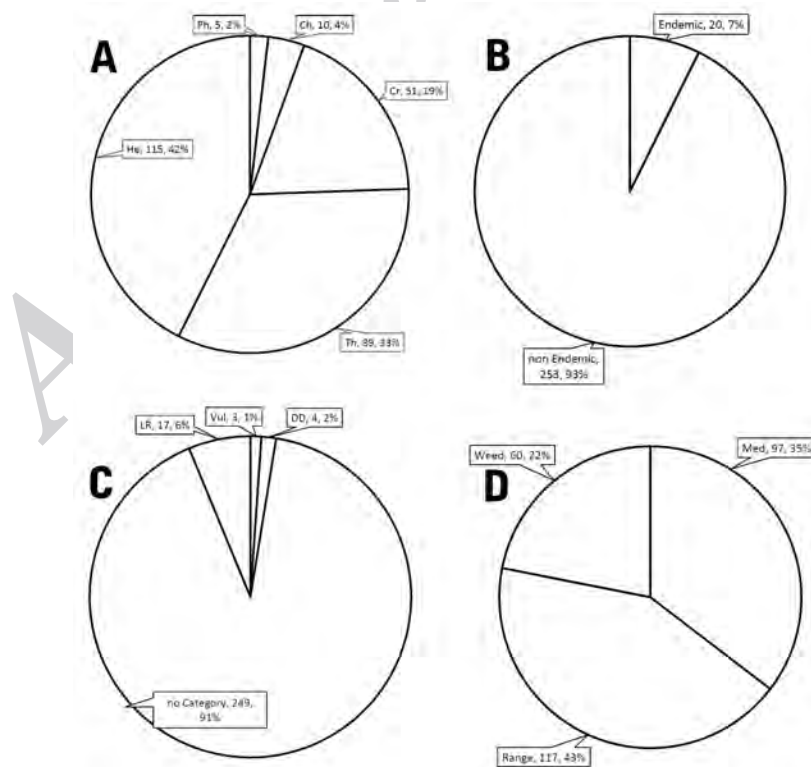 A
Ph, 5, 2%
Ch, 10, 4%
Cr, 51, 19%
He, 115, 42%
Th, 89, 33%
B
Endemic, 20, 7%
non Endemic,
253, 93%
C
LR, 17, 6%
Vul, 3, 1%
DD, 4, 2%
no Category, 249,
91%
D
Weed, 60, 22%
Med, 97, 35%
Range, 117, 43%
A